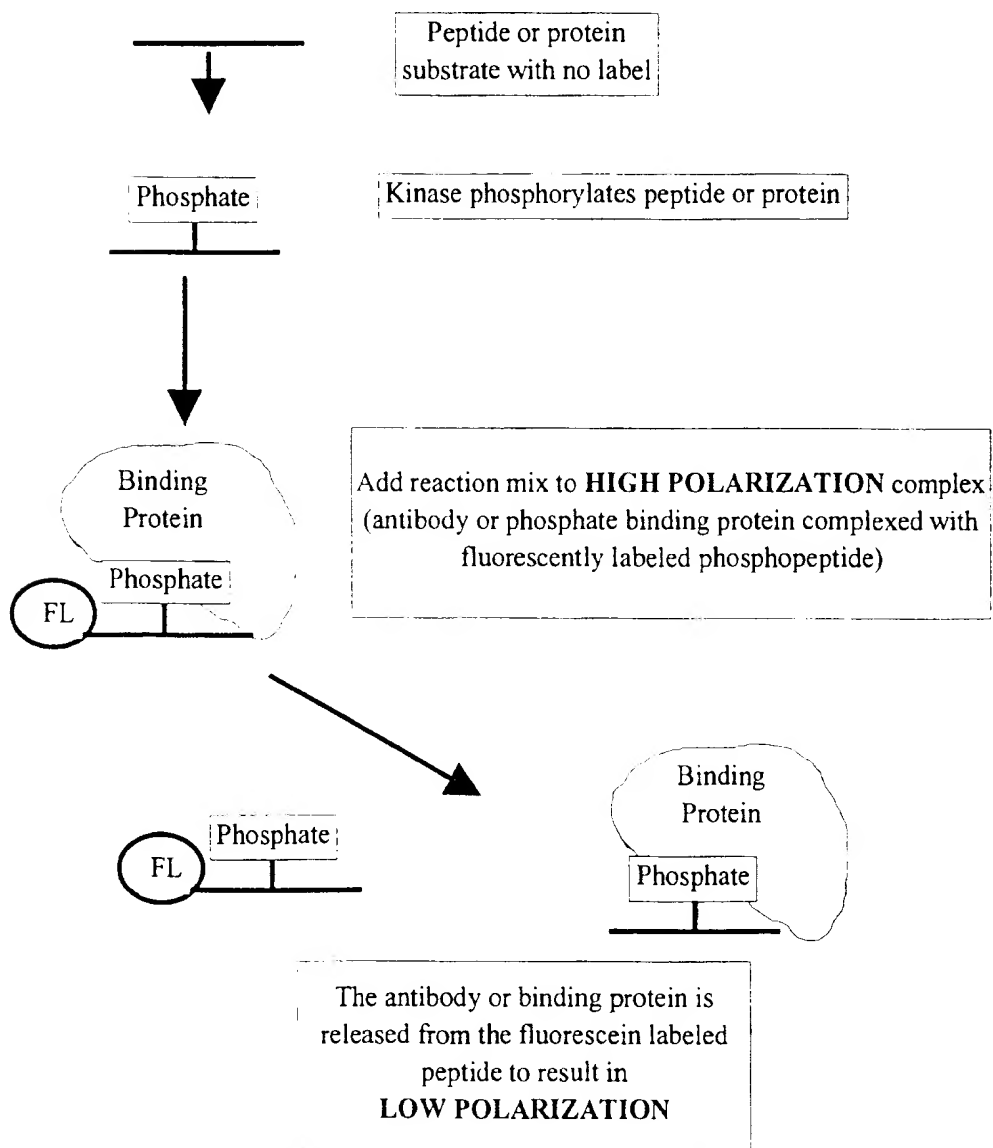 Peptide or protein
substrate with no label
Phosphate
Kinase phosphorylates peptide or protein
Binding
Protein
Phosphate
FL
Add reaction mix to HIGH POLARIZATION complex
(antibody or phosphate binding protein complexed with
fluorescently labeled phosphopeptide)
Phosphate
FL
Binding
Protein
Phosphate
The antibody or binding protein is
released from the fluorescein labeled
peptide to result in
LOW POLARIZATION